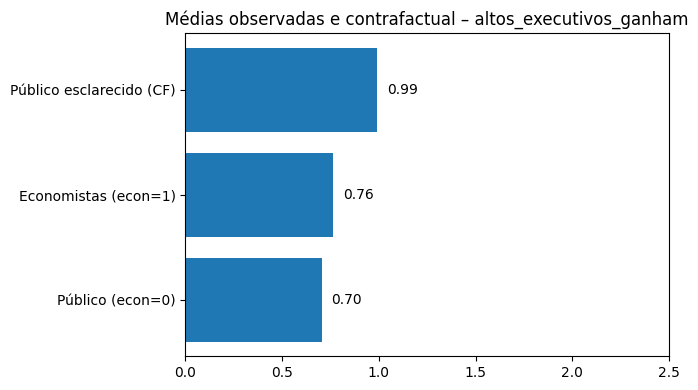 Médias observadas e contrafactual – altos_executivos_ganham
Público esclarecido (CF)
0.99
Economistas (econ=1)
0.76
Público (econ=0)
0.70
0.0 0.5 1.0 1.5 2.0 2.5